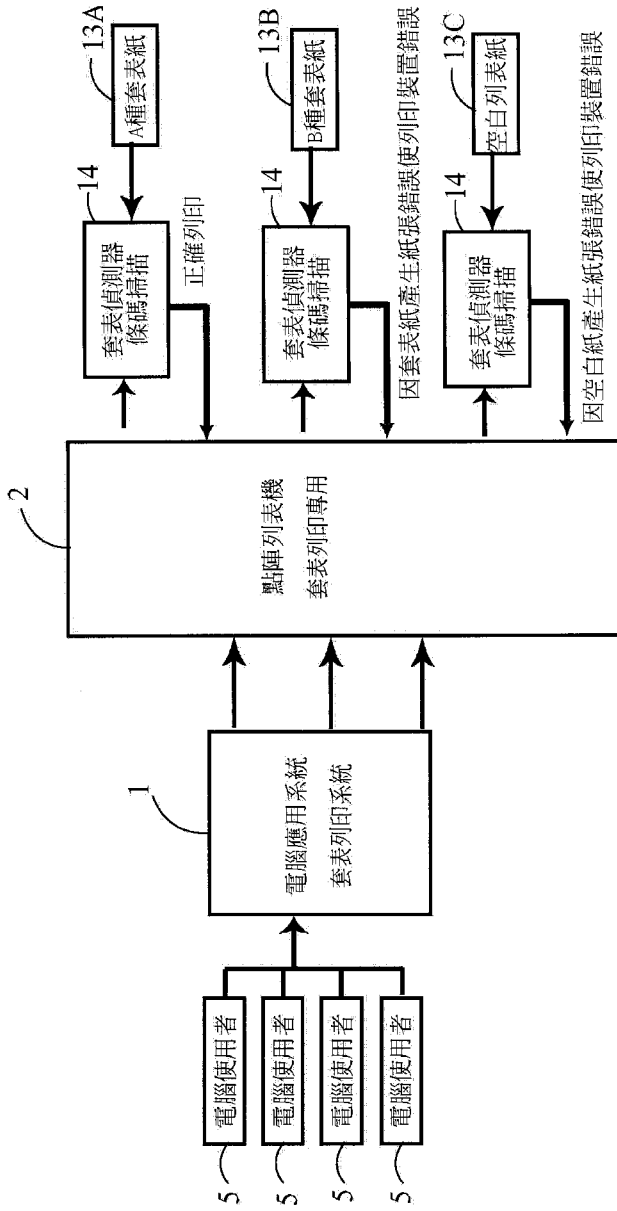 5
電腦使用者
5
電腦使用者
5
電腦使用者
5
電腦使用者
1
電腦應用系統
套表列印系統
2
點陣列表機
套表列印專用
14
套表偵測器
條碼掃描
正確列印
13A
A種套表紙
14
套表偵測器
條碼掃描
因套表紙產生紙張錯誤使列印裝置錯誤
13B
B種套表紙
14
套表偵測器
條碼掃描
因空白紙產生紙張錯誤使列印裝置錯誤
13C
空白列表紙